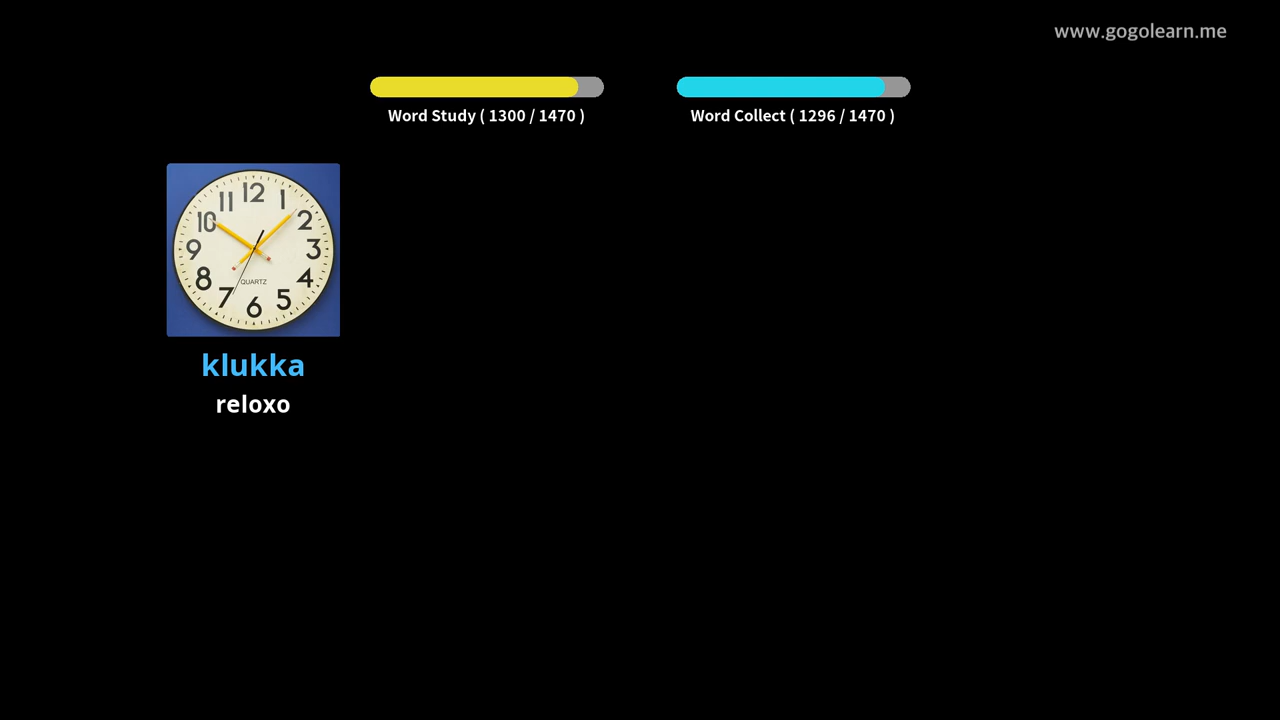 www.gogolearn.me
Word Study ( 1300 / 1470 )
Word Collect ( 1296 / 1470 )
12
11
1
10
2
9
3
8
4
QUARTZ
7
5
6
klukka
reloxo